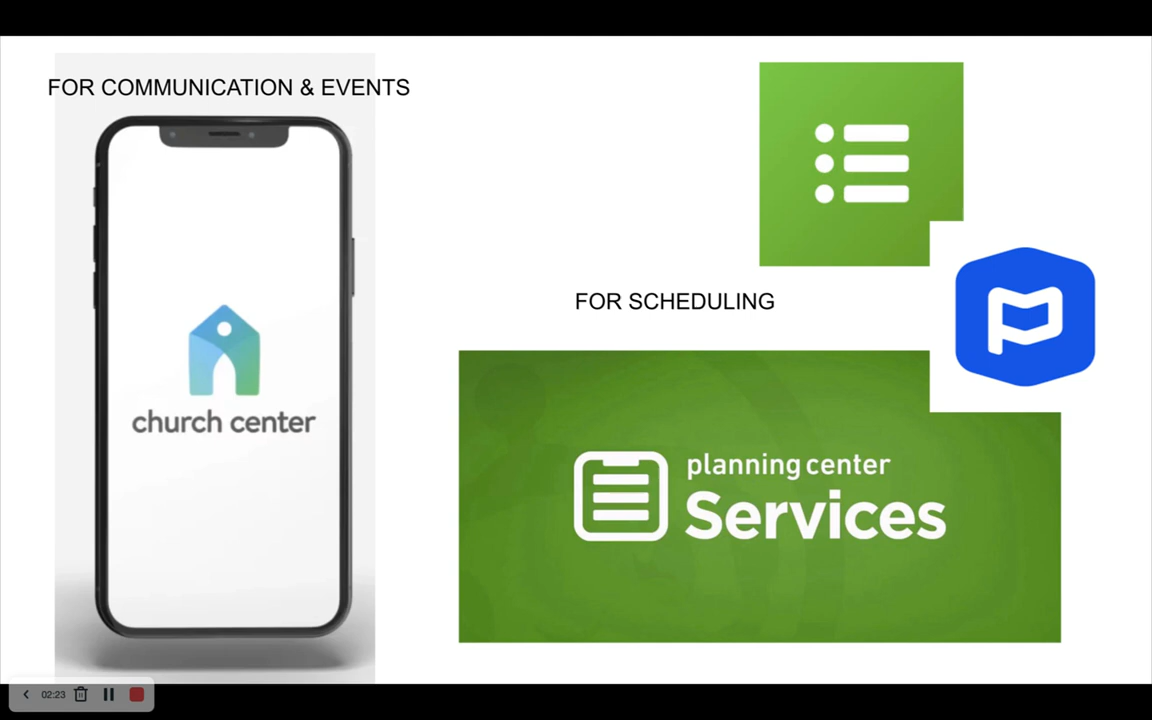 FOR COMMUNICATION & EVENTS
church center
FOR SCHEDULING
planning center
Services
02:23